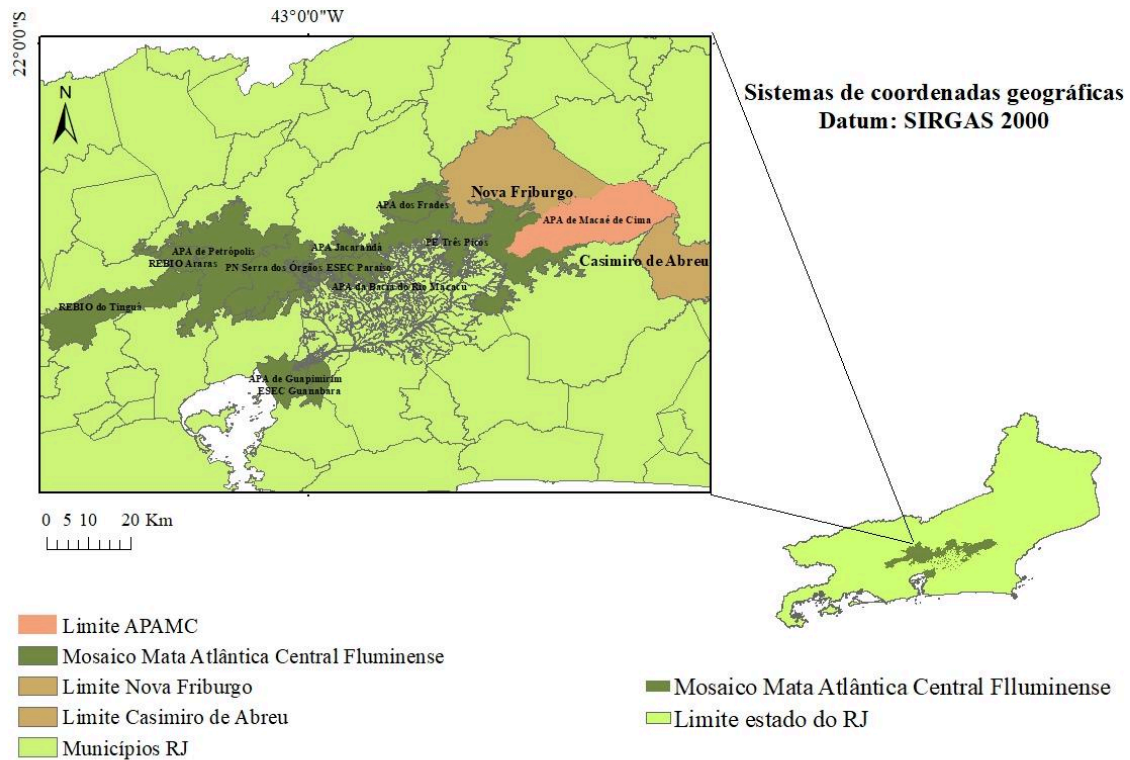 43°0'0"W
22°0'0"S
N
Sistemas de coordenadas geográficas
Datum: SIRGAS 2000
Nova Friburgo
APA dos Frades
APA de Macaé de Cima
PE Três Picos
APA Jacarandá
APA de Petrópolis
REBIO Araras
PN Serra dos Órgãos ESEC Paraíso
Casimiro de Abreu
APA da Bacia do Rio Macacu
REBIO do Tinguá
APA de Guapimirim
ESEC Guanabara
0 5 10 20 Km
Limite APAMC
Mosaico Mata Atlântica Central Fluminense
Limite Nova Friburgo
Limite Casimiro de Abreu
Municípios RJ
Mosaico Mata Atlântica Central Flluminense
Limite estado do RJ